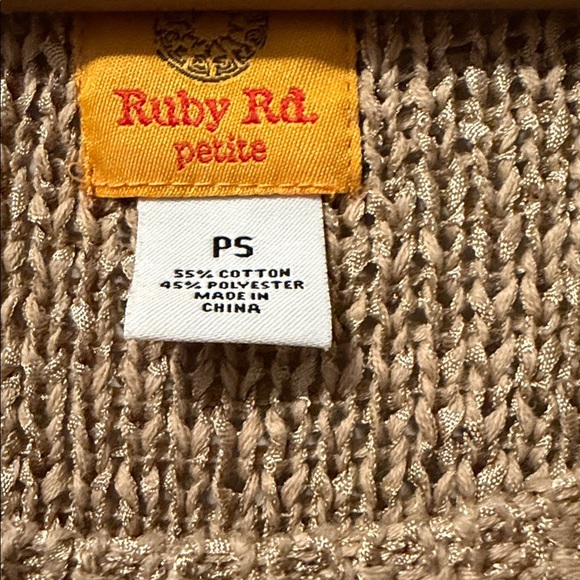 Ruby Rd.
petite
PS
55% COTTON
45% POLYESTER
MADE IN
CHINA